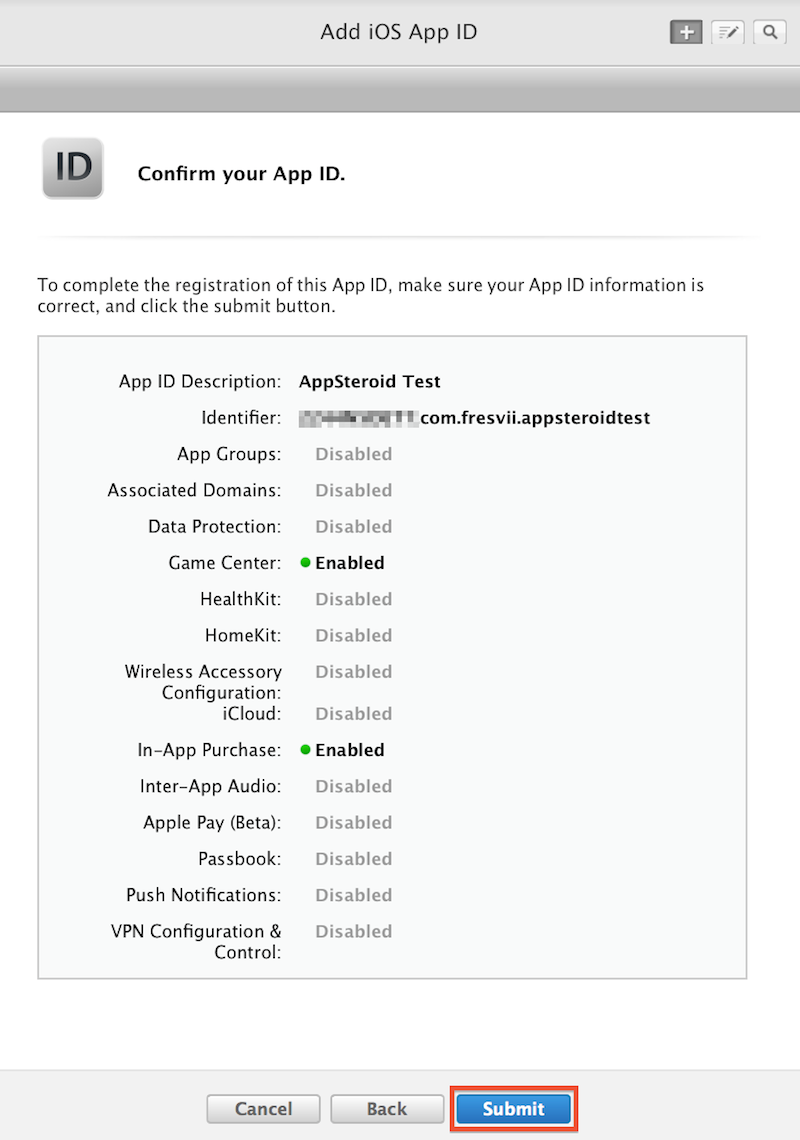 Add iOS App ID
ID
Confirm your App ID.
To complete the registration of this App ID, make sure your App ID information is
correct, and click the submit button.
App ID Description: AppSteroid Test
Identifier: com.fresvii.appsteroidtest
App Groups: Disabled
Associated Domains: Disabled
Data Protection: Disabled
Game Center: Enabled
HealthKit: Disabled
HomeKit: Disabled
Wireless Accessory Disabled
Configuration:
iCloud: Disabled
In-App Purchase: Enabled
Inter-App Audio: Disabled
Apple Pay (Beta): Disabled
Passbook: Disabled
Push Notifications: Disabled
VPN Configuration & Disabled
Control:
Cancel Back Submit